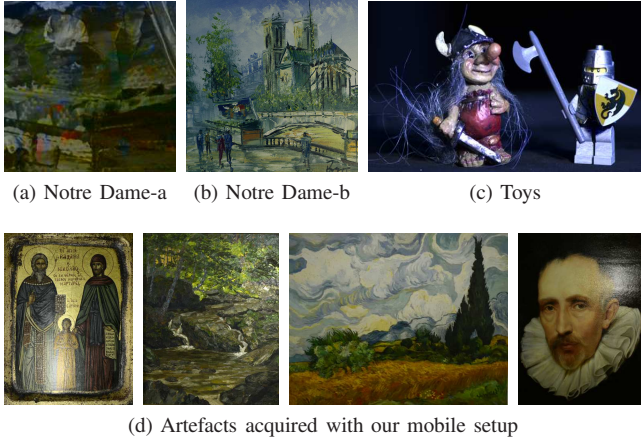 (a) Notre Dame-a
(b) Notre Dame-b
(c) Toys
(d) Artefacts acquired with our mobile setup